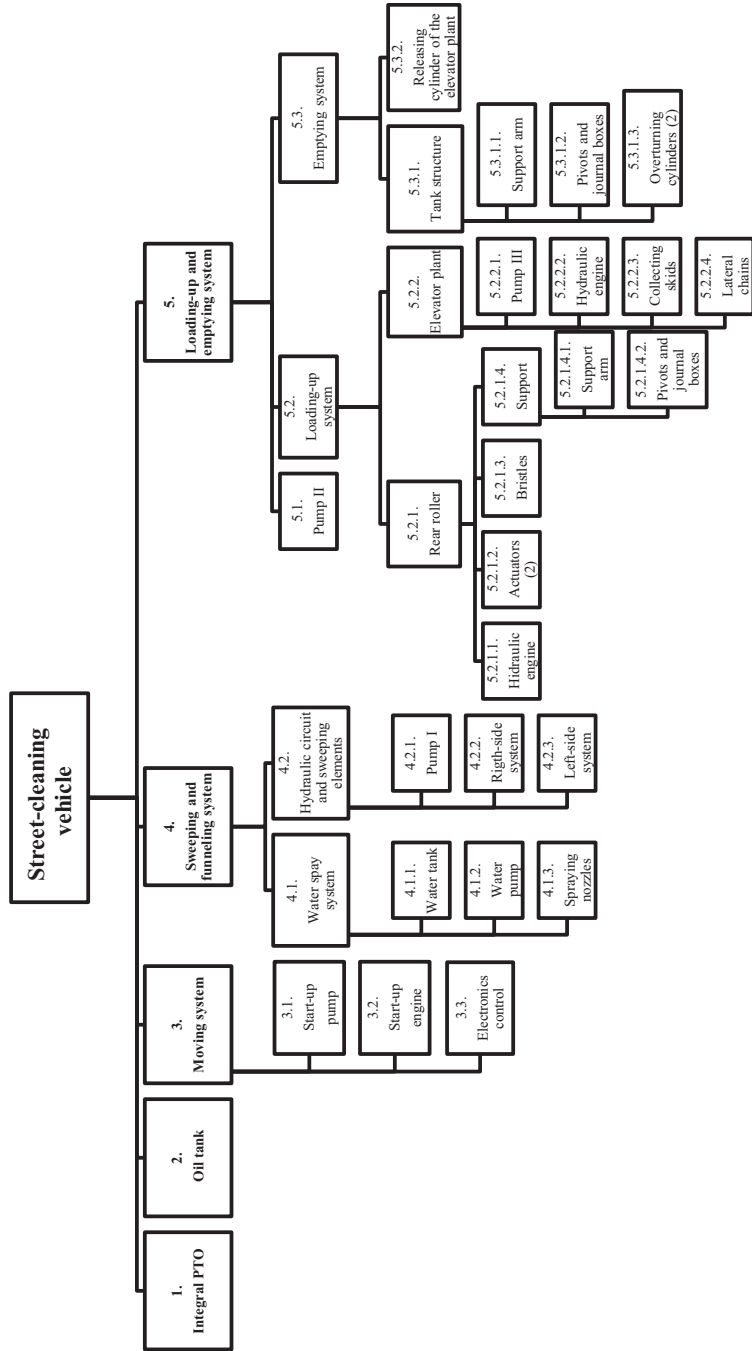 Street-cleaning
vehicle
1.
Integral PTO
2.
Oil tank
3.
Moving system
3.1.
Start-up
pump
3.2.
Start-up
engine
3.3.
Electronics
control
4.
Sweeping and
funneling system
4.1.
Water spay
system
4.1.1.
Water tank
4.1.2.
Water
pump
4.1.3.
Spraying
nozzles
4.2.
Hydraulic circuit
and sweeping
elements
4.2.1.
Pump I
4.2.2.
Rigth-side
system
4.2.3.
Left-side
system
5.
Loading-up and
emptying system
5.1.
Pump II
5.2.
Loading-up
system
5.2.1.
Rear roller
5.2.1.1.
Hidraulic
engine
5.2.1.2.
Actuators
(2)
5.2.1.3.
Bristles
5.2.1.4.
Support
5.2.1.4.1.
Support
arm
5.2.1.4.2.
Pivots and
journal
boxes
5.2.2.
Elevator plant
5.2.2.1.
Pump III
5.2.2.2.
Hydraulic
engine
5.2.2.3.
Collecting
skids
5.2.2.4.
Lateral
chains
5.3.
Emptying system
5.3.1.
Tank structure
5.3.1.1.
Support arm
5.3.1.2.
Pivots and
journal boxes
5.3.1.3.
Overturning
cylinders (2)
5.3.2.
Releasing
cylinder of the
elevator plant